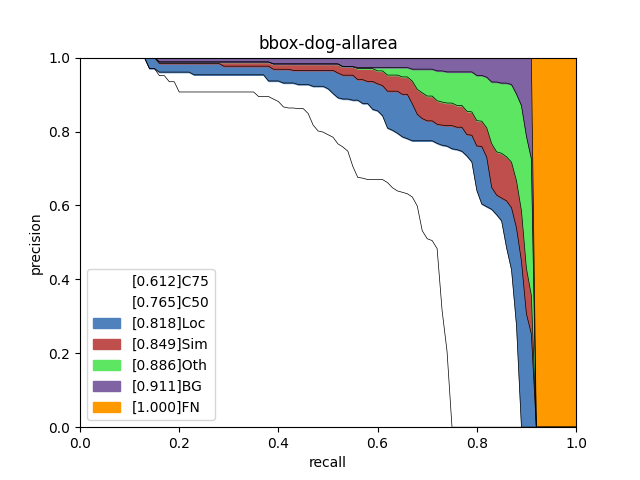 bbox-dog-allarea
1.0
0.8
0.6
0.4
0.2
0.0
precision
[0.612]C75
[0.765]C50
[0.818]Loc
[0.849]Sim
[0.886]Oth
[0.911]BG
[1.000]FN
0.0 0.2 0.4 0.6 0.8 1.0
recall